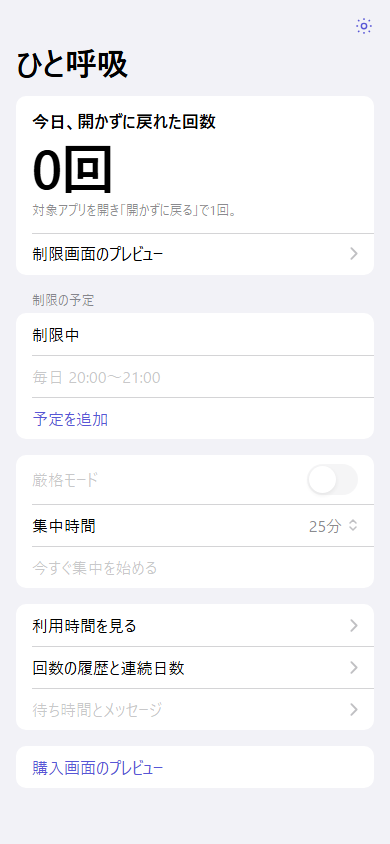 ひと呼吸
今日、開かずに戻れた回数
0回
対象アプリを開き「開かずに戻る」で1回。
制限画面のプレビュー
制限の予定
制限中
毎日 20:00〜21:00
予定を追加
厳格モード
集中時間
25分
今すぐ集中を始める
利用時間を見る
回数の履歴と連続日数
待ち時間とメッセージ
購入画面のプレビュー